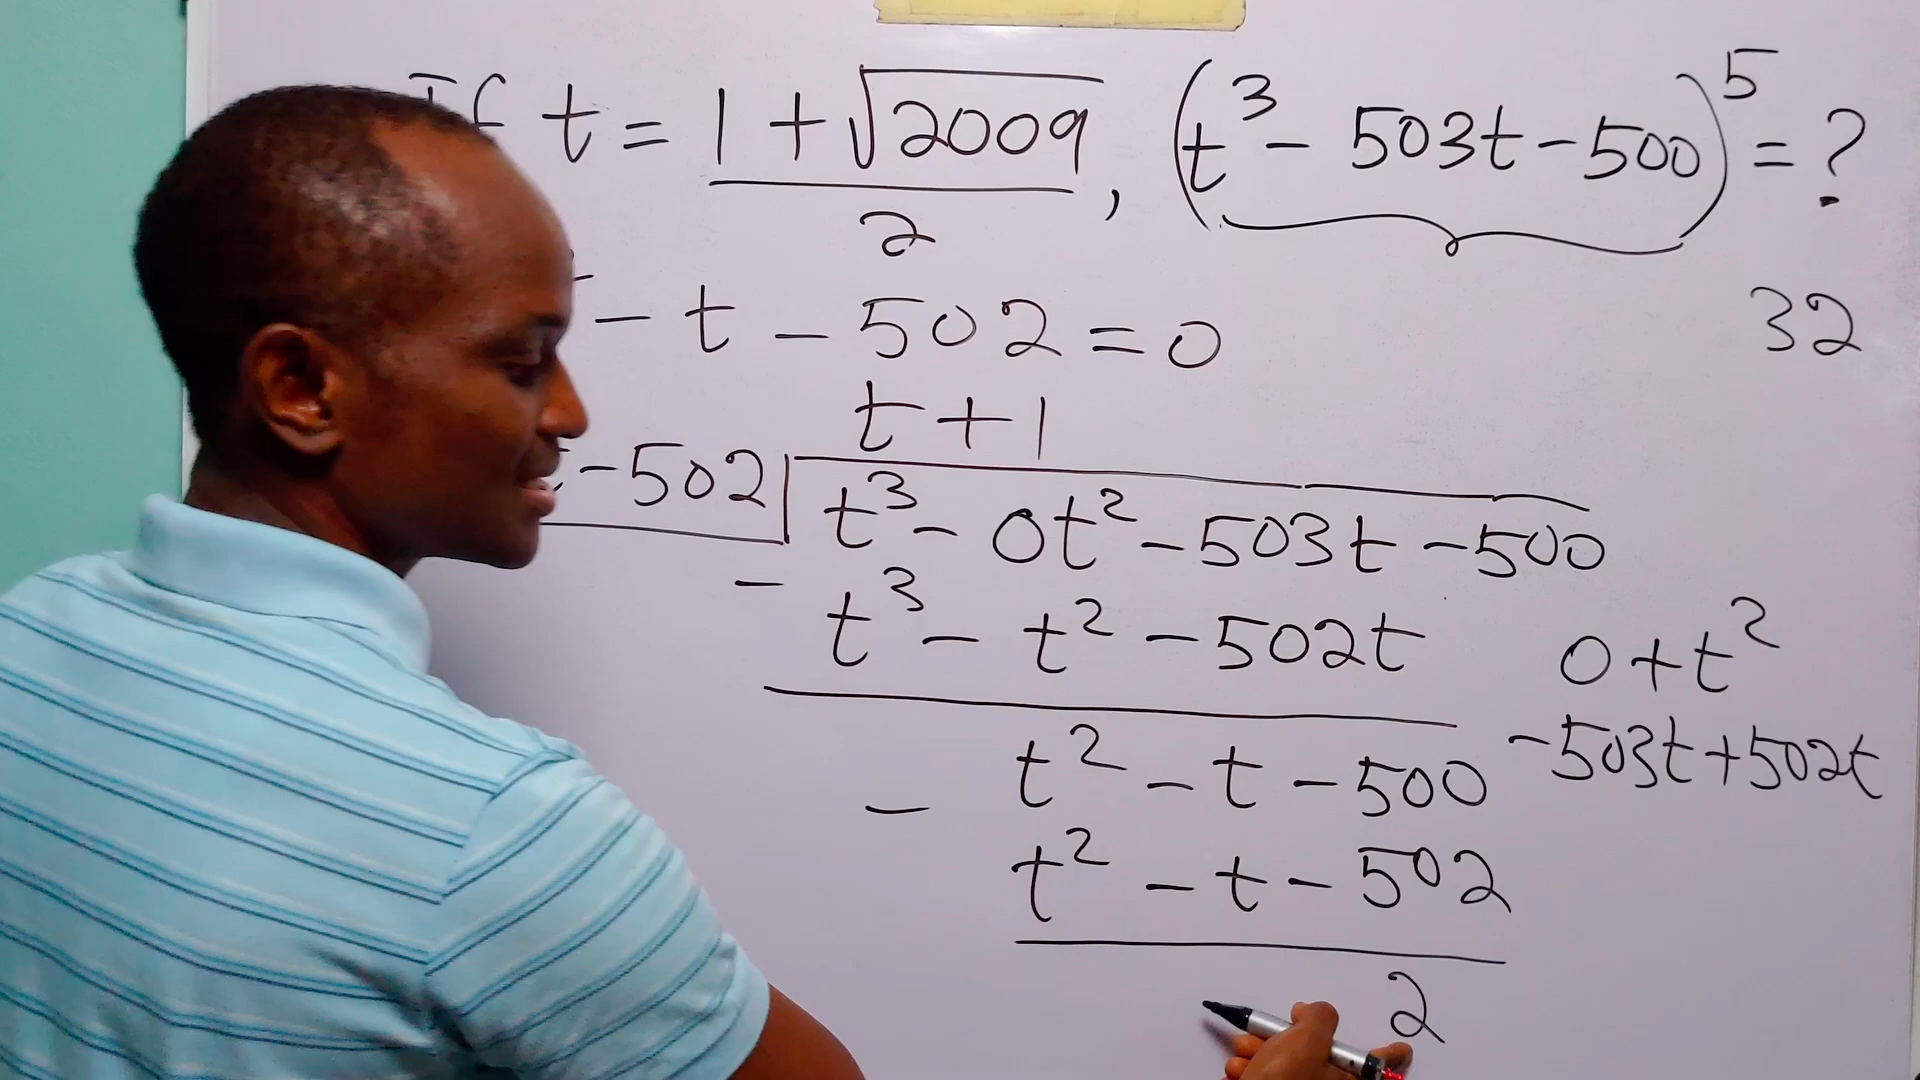 If t = 1 + √2009 / 2 , (t³ - 503t - 500)⁵ = ?
- t - 502 = 0
32
t + 1
-502 t³ - 0t² - 503t - 500
- t³ - t² - 502t
0 + t²
t² - t - 500
-503t + 502t
- t² - t - 502
2